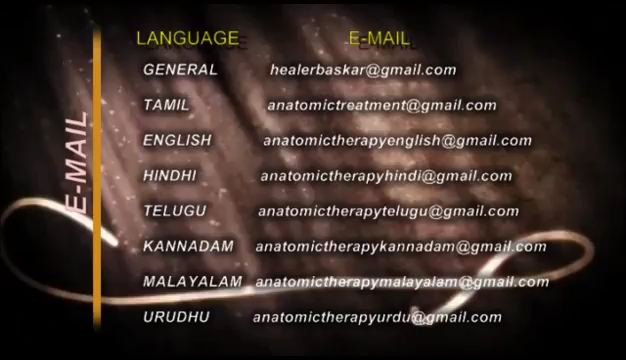 LANGUAGE E-MAIL
GENERAL healerbaskar@gmail.com
TAMIL anatomictreatment@gmail.com
ENGLISH anatomictherapyenglish@gmail.com
HINDHI anatomictherapyhindi@gmail.com
TELUGU anatomictherapytelugu@gmail.com
KANNADAM anatomictherapykannadam@gmail.com
MALAYALAM anatomictherapymalayalam@gmail.com
URUDHU anatomictherapyurdu@gmail.com
E-MAIL